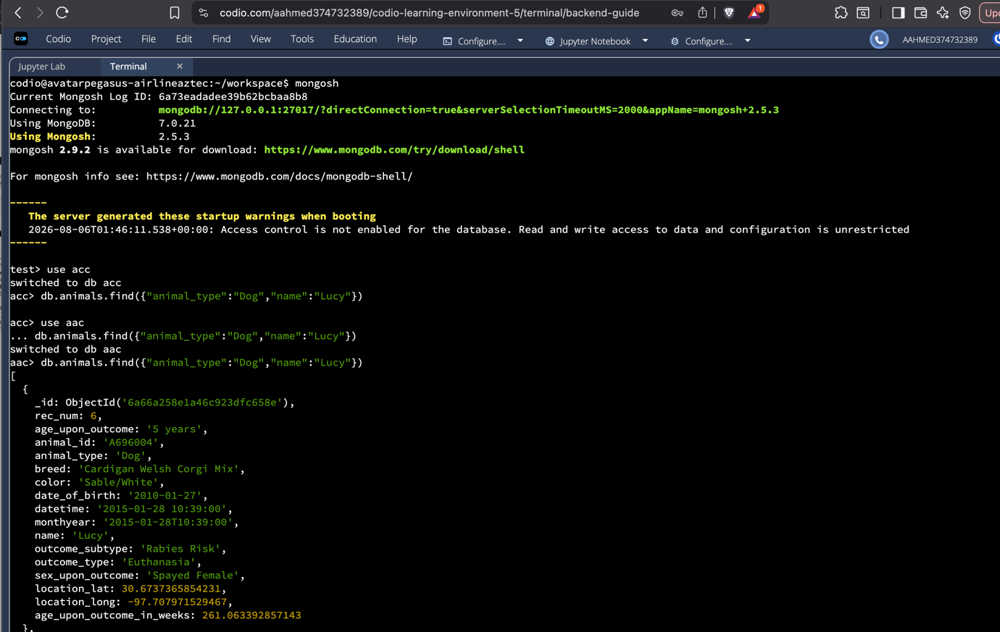 codio.com/aahmed374732389/codio-learning-environment-5/terminal/backend-guide
1
Codio Project File Edit Find View Tools Education Help Configure.... Jupyter Notebook Configure.... AAHMED374732389
Jupyter Lab Terminal ×
codio@avatarpegasus-airlineaztec:~/workspace$ mongosh
Current Mongosh Log ID: 6a73eadadee39b62bcbaa8b8
Connecting to: mongodb://127.0.0.1:27017/?directConnection=true&serverSelectionTimeoutMS=2000&appName=mongosh+2.5.3
Using MongoDB: 7.0.21
Using Mongosh: 2.5.3
mongosh 2.9.2 is available for download: https://www.mongodb.com/try/download/shell
For mongosh info see: https://www.mongodb.com/docs/mongodb-shell/
------
The server generated these startup warnings when booting
2026-08-06T01:46:11.538+00:00: Access control is not enabled for the database. Read and write access to data and configuration is unrestricted
------
test> use acc
switched to db acc
acc> db.animals.find({"animal_type":"Dog","name":"Lucy"})
acc> use aac
... db.animals.find({"animal_type":"Dog","name":"Lucy"})
switched to db aac
aac> db.animals.find({"animal_type":"Dog","name":"Lucy"})
[
{
_id: ObjectId('6a66a258e1a46c923dfc658e'),
rec_num: 6,
age_upon_outcome: '5 years',
animal_id: 'A696004',
animal_type: 'Dog',
breed: 'Cardigan Welsh Corgi Mix',
color: 'Sable/White',
date_of_birth: '2010-01-27',
datetime: '2015-01-28 10:39:00',
monthyear: '2015-01-28T10:39:00',
name: 'Lucy',
outcome_subtype: 'Rabies Risk',
outcome_type: 'Euthanasia',
sex_upon_outcome: 'Spayed Female',
location_lat: 30.6737365854231,
location_long: -97.707971529467,
age_upon_outcome_in_weeks: 261.063392857143
},